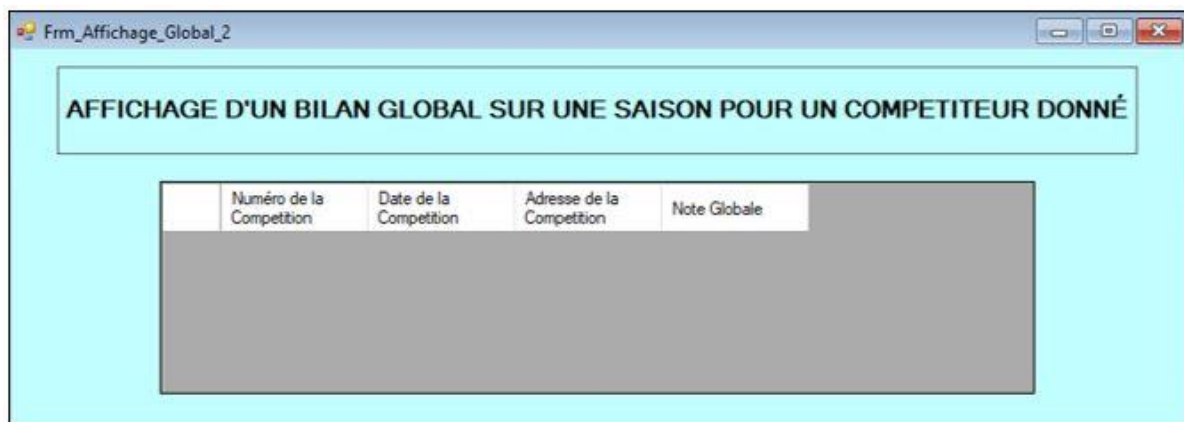 Frm_Affichage_Global_2
AFFICHAGE D'UN BILAN GLOBAL SUR UNE SAISON POUR UN COMPETITEUR DONNÉ
Numéro de la
Competition
Date de la
Competition
Adresse de la
Competition
Note Globale